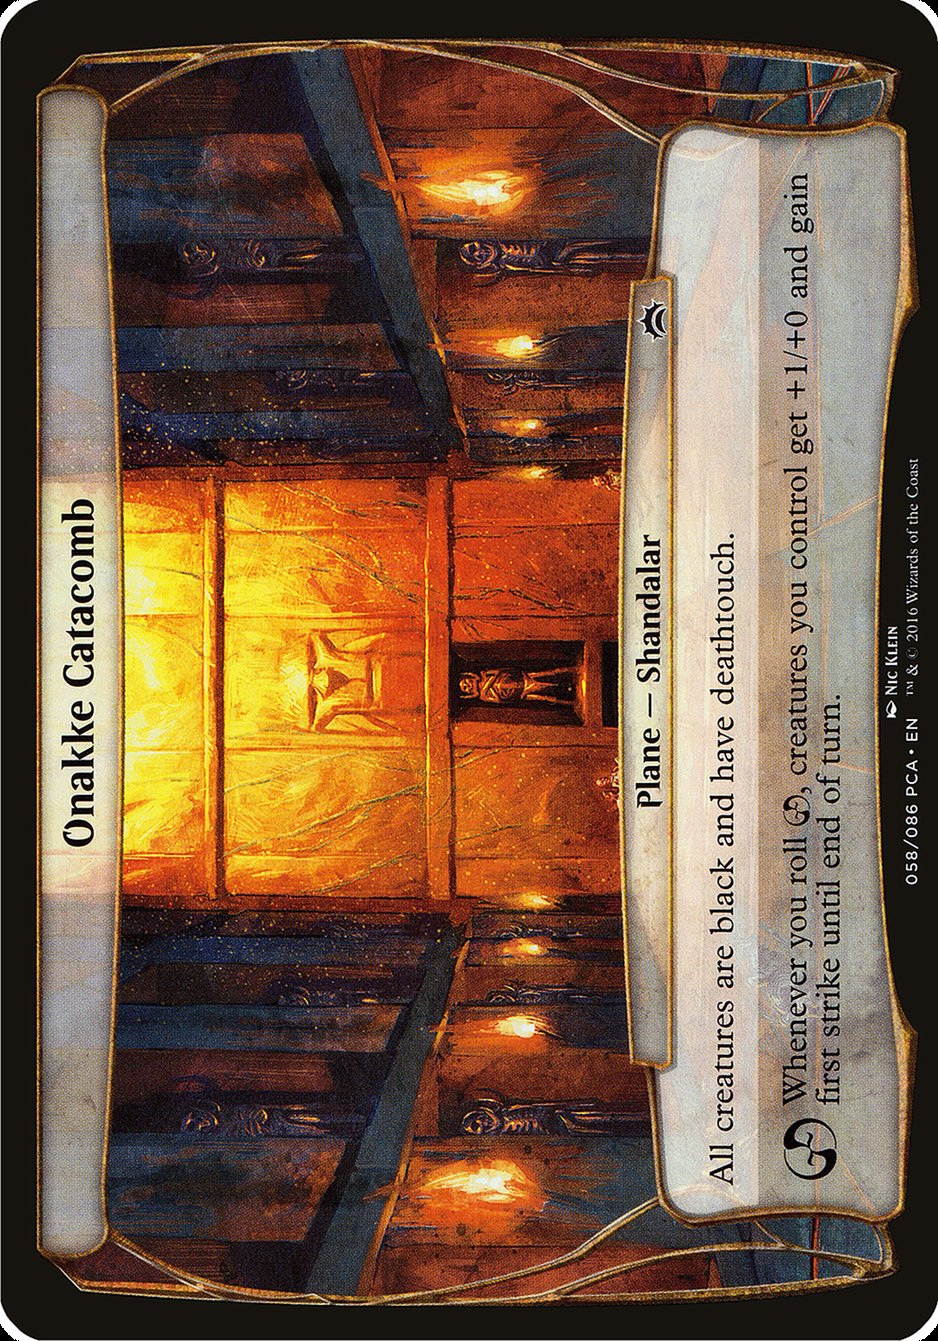 Onakke Catacomb
Plane — Shandalar
All creatures are black and have deathtouch.
Whenever you roll , creatures you control get +1/+0 and gain
first strike until end of turn.
Nic Klein
058/086 PCA • EN ™ & © 2016 Wizards of the Coast